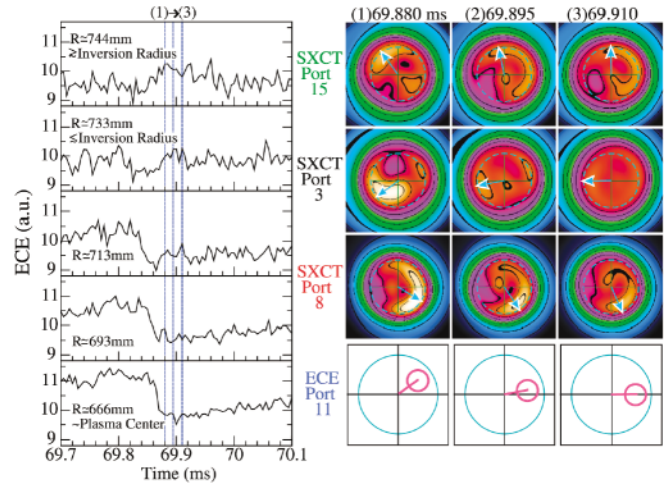 (1)→(3)
(1)69.880 ms (2)69.895 (3)69.910
11
10
9
R≃744mm
≳Inversion Radius
11
10
9
R≃733mm
≲Inversion Radius
11
10
9
R≃713mm
11
10
9
R≃693mm
11
10
9
R≃666mm
~Plasma Center
ECE (a.u.)
69.7 69.8 69.9 70.0 70.1
Time (ms)
SXCT
Port
15
SXCT
Port
3
SXCT
Port
8
ECE
Port
11